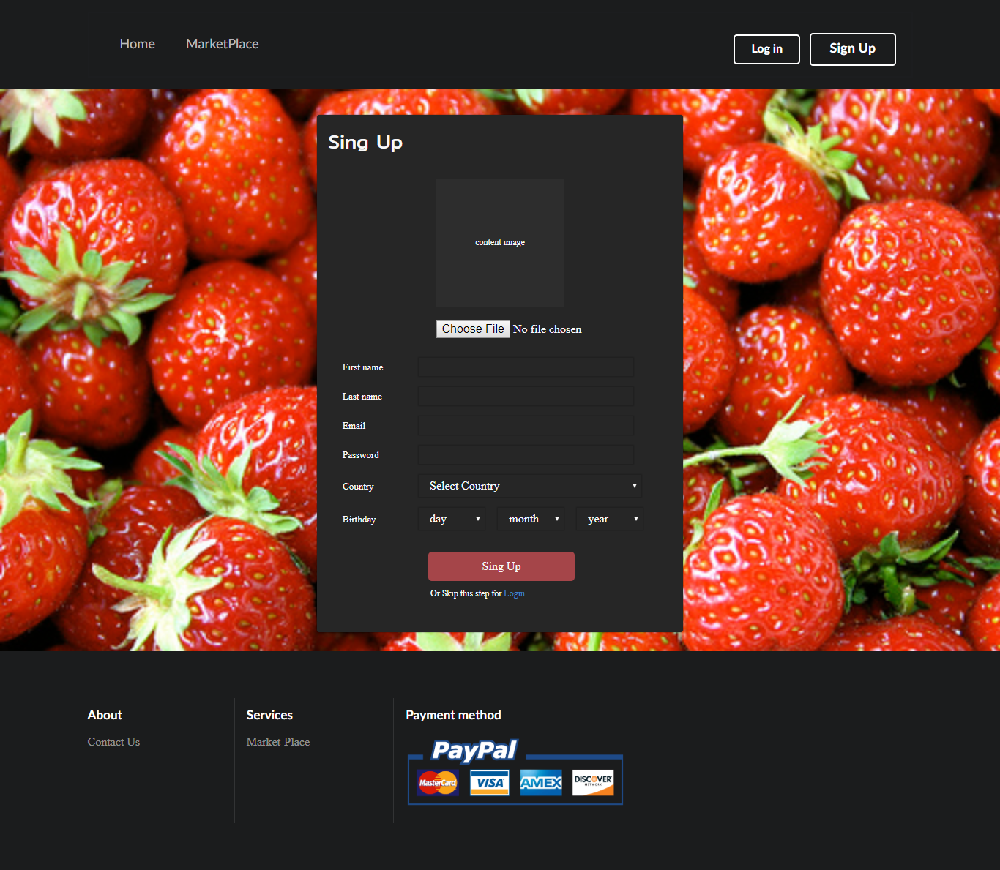 Home MarketPlace Log in Sign Up
Sing Up
content image
Choose File No file chosen
First name
Last name
Email
Password
Country Select Country
Birthday day month year
Sing Up
Or Skip this step for Login
About Services Payment method
Contact Us Market-Place
PayPal
MasterCard VISA AMEX DISCOVER
NETWORK